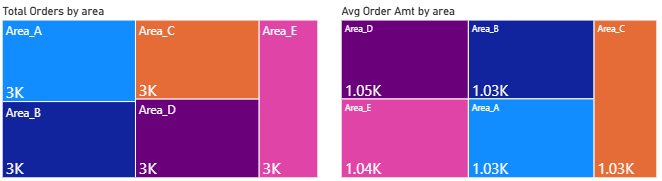 Total Orders by area
Area_A
3K
Area_B
3K
Area_C
3K
Area_D
3K
Area_E
3K
Avg Order Amt by area
Area_D
1.05K
Area_E
1.04K
Area_B
1.03K
Area_A
1.03K
Area_C
1.03K